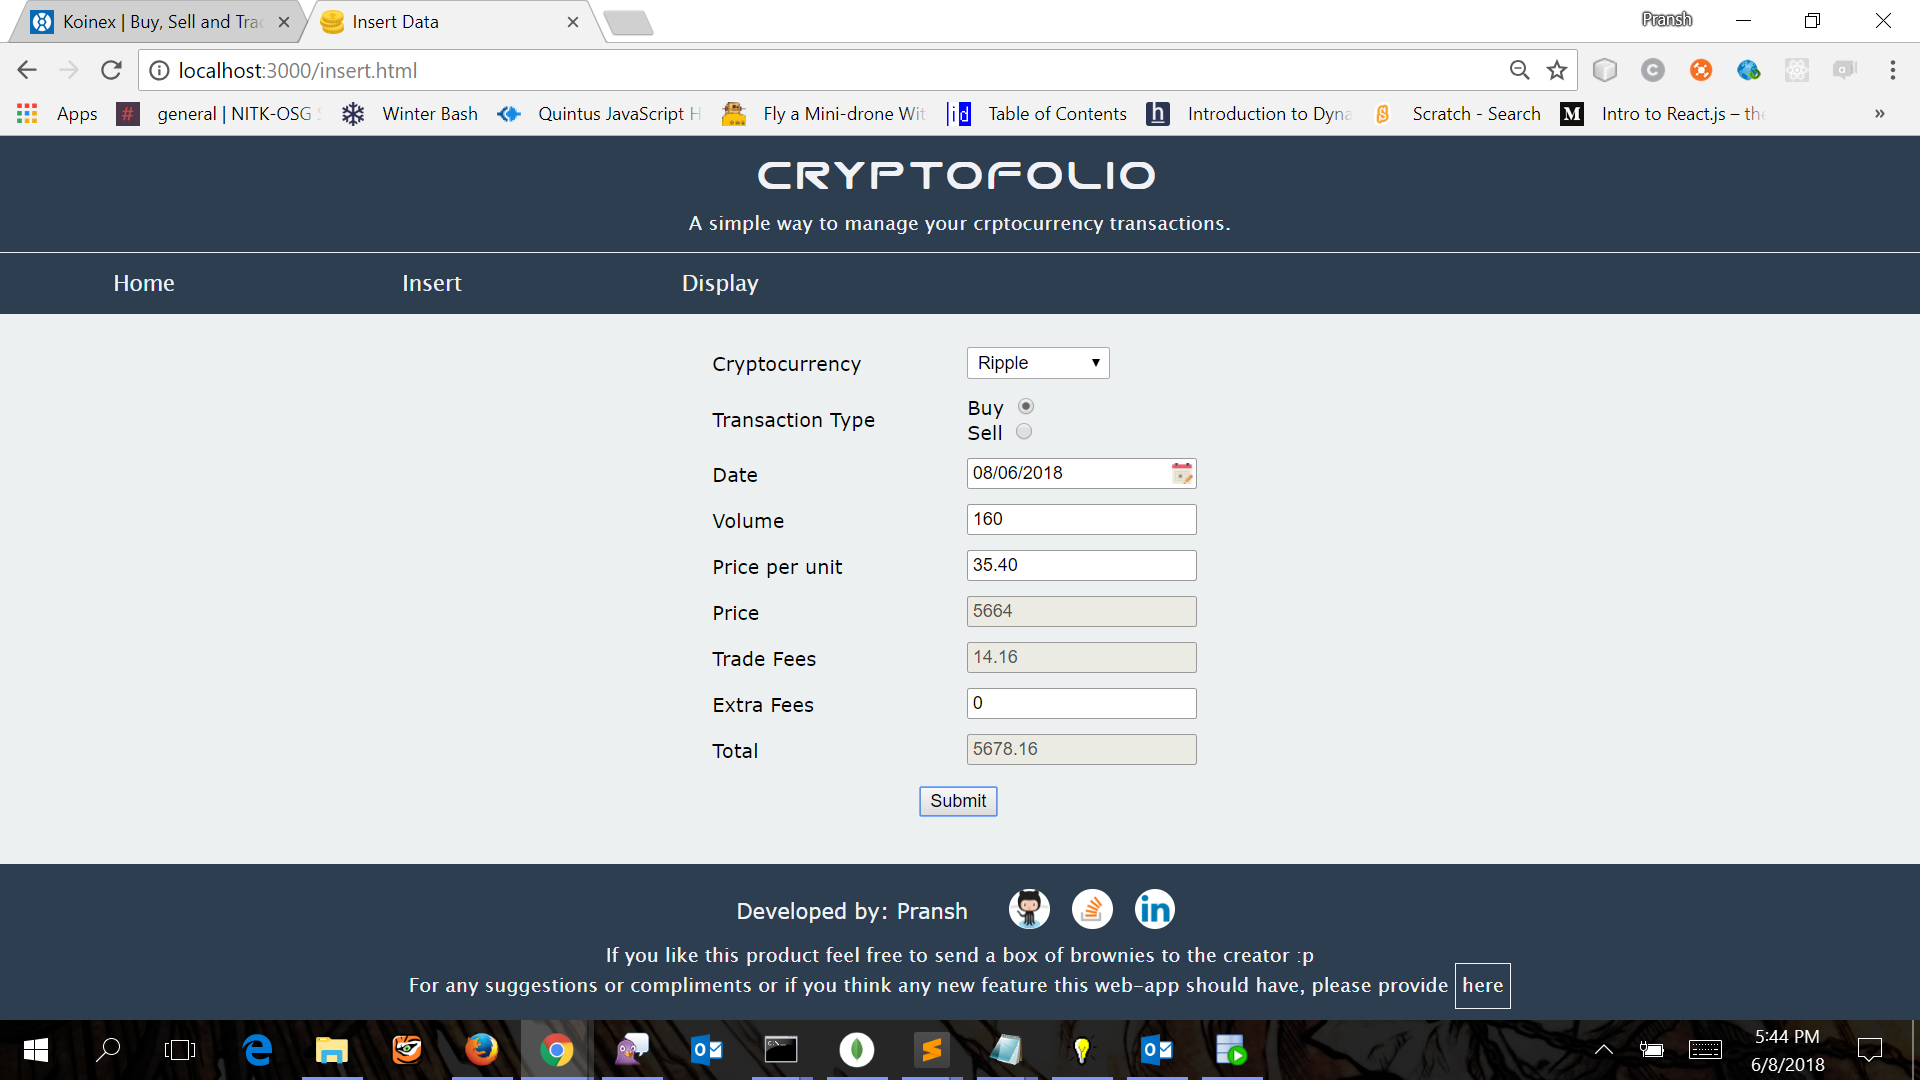 Koinex | Buy, Sell and Tra
Insert Data
Pransh
localhost:3000/insert.html
Apps
# general | NITK-OSG
Winter Bash
Quintus JavaScript H
Fly a Mini-drone Wit
id Table of Contents
h Introduction to Dyna
Scratch - Search
M Intro to React.js – the
»
CRYPTOFOLIO
A simple way to manage your crptocurrency transactions.
Home Insert Display
Cryptocurrency Ripple
Transaction Type Buy
Sell
Date 08/06/2018
Volume 160
Price per unit 35.40
Price 5664
Trade Fees 14.16
Extra Fees 0
Total 5678.16
Submit
Developed by: Pransh in
If you like this product feel free to send a box of brownies to the creator :p
For any suggestions or compliments or if you think any new feature this web-app should have, please provide here
5:44 PM
6/8/2018